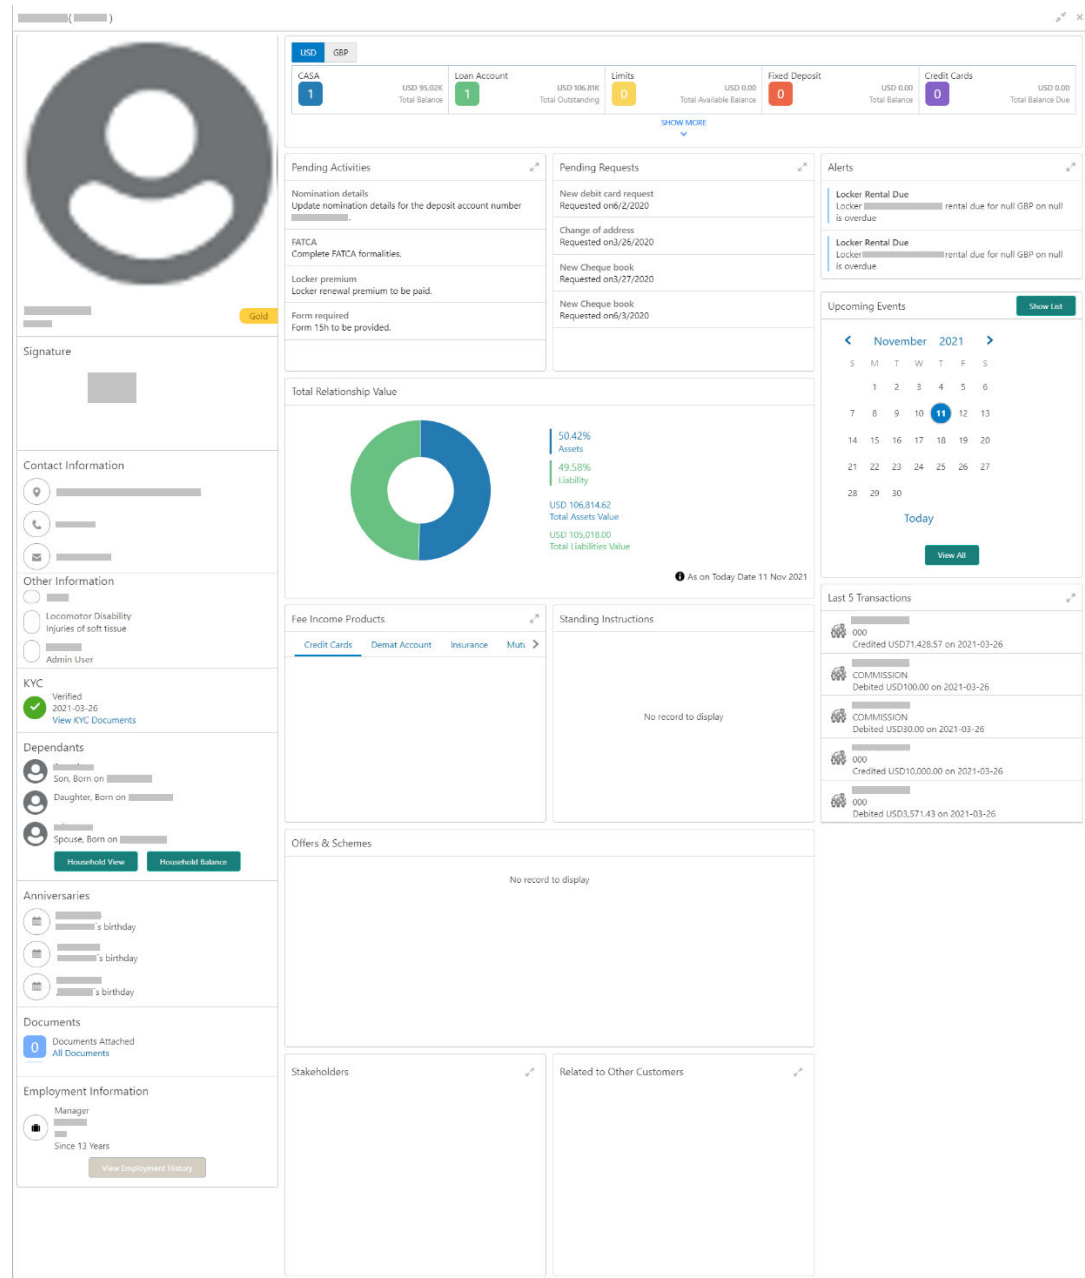 ( )
Gold
Signature
Contact Information
Other Information
Locomotor Disability
Injuries of soft tissue
Admin User
KYC
Verified
2021-03-26
View KYC Documents
Dependants
Son, Born on
Daughter, Born on
Spouse, Born on
Household View Household Balance
Anniversaries
's birthday
's birthday
's birthday
Documents
0 Documents Attached
All Documents
Employment Information
Manager
Since 13 Years
View Employment History
USD GBP
CASA
1 USD 95.02K
Total Balance
Loan Account
1 USD 106.81K
Total Outstanding
Limits
0 USD 0.00
Total Available Balance
Fixed Deposit
0 USD 0.00
Total Balance
Credit Cards
0 USD 0.00
Total Balance Due
SHOW MORE
Pending Activities
Nomination details
Update nomination details for the deposit account number
.
FATCA
Complete FATCA formalities.
Locker premium
Locker renewal premium to be paid.
Form required
Form 15h to be provided.
Pending Requests
New debit card request
Requested on6/2/2020
Change of address
Requested on3/26/2020
New Cheque book
Requested on3/27/2020
New Cheque book
Requested on6/3/2020
Alerts
Locker Rental Due
Locker rental due for null GBP on null
is overdue
Locker Rental Due
Locker rental due for null GBP on null
is overdue
Upcoming Events Show List
November 2021
S M T W T F S
1 2 3 4 5 6
7 8 9 10 11 12 13
14 15 16 17 18 19 20
21 22 23 24 25 26 27
28 29 30
Today
View All
Total Relationship Value
50.42%
Assets
49.58%
Liability
USD 106,814.62
Total Assets Value
USD 105,018.00
Total Liabilities Value
As on Today Date 11 Nov 2021
Fee Income Products
Credit Cards Demat Account Insurance Mutu
Standing Instructions
No record to display
Last 5 Transactions
000
Credited USD71,428.57 on 2021-03-26
COMMISSION
Debited USD100.00 on 2021-03-26
COMMISSION
Debited USD30.00 on 2021-03-26
000
Credited USD10,000.00 on 2021-03-26
000
Debited USD3,571.43 on 2021-03-26
Offers & Schemes
No record to display
Stakeholders
Related to Other Customers